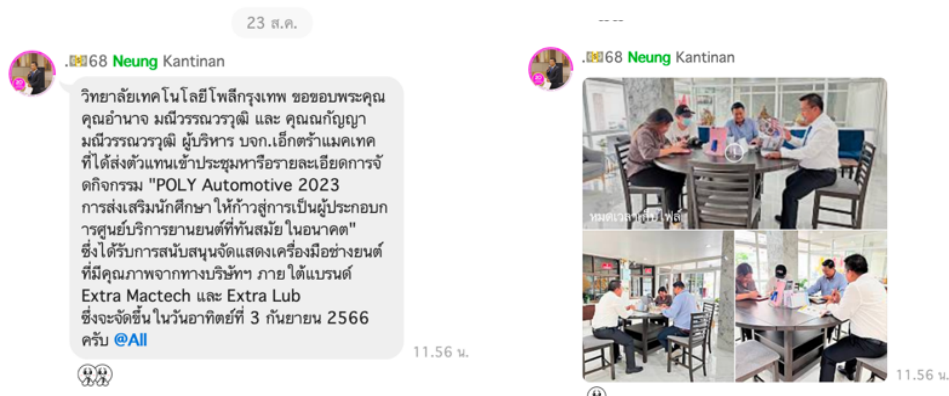 23 ส.ค.
.68 Neung Kantinan
วิทยาลัยเทคโนโลยีโพลีกรุงเทพ ขอขอบพระคุณ
คุณอำนาจ มณีวรรณวรวุฒิ และ คุณณกัญญา
มณีวรรณวรวุฒิ ผู้บริหาร บจก.เอ็กตร้าแมคเทค
ที่ได้ส่งตัวแทนเข้าประชุมหารือรายละเอียดการจั
ดกิจกรรม "POLY Automotive 2023
การส่งเสริมนักศึกษาให้ก้าวสู่การเป็นผู้ประกอบก
ารศูนย์บริการยานยนต์ที่ทันสมัยในอนาคต"
ซึ่งได้รับการสนับสนุนจัดแสดงเครื่องมือช่างยนต์
ที่มีคุณภาพจากทางบริษัทฯ ภายใต้แบรนด์
Extra Mactech และ Extra Lub
ซึ่งจะจัดขึ้นในวันอาทิตย์ที่ 3 กันยายน 2566
ครับ @All
11.56 น.
.68 Neung Kantinan
หมดเวลาเก็บไฟล์
11.56 น.